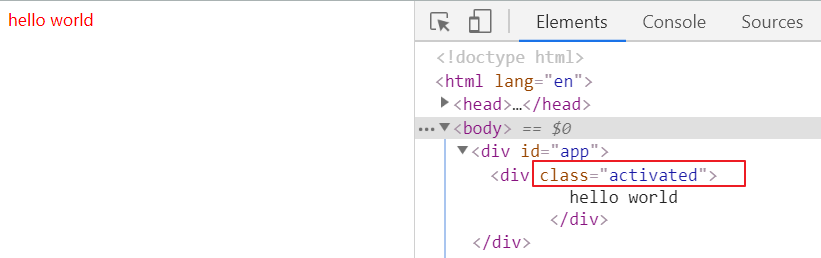 hello world
Elements Console Sources
<!doctype html>
<html lang="en">
<head>…</head>
··· <body> == $0
<div id="app">
<div class="activated">
hello world
</div>
</div>